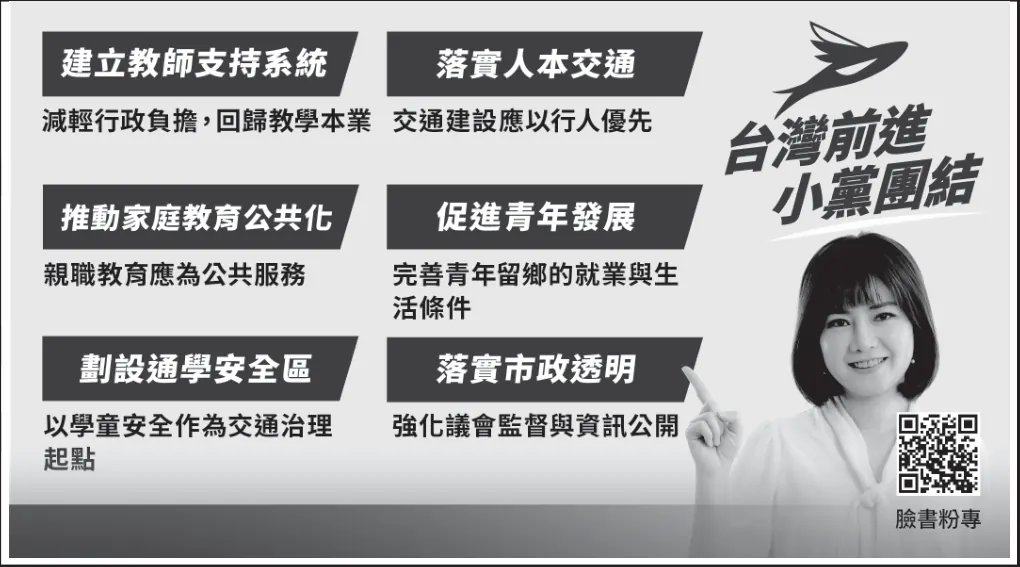 建立教師支持系統
減輕行政負擔，回歸教學本業
推動家庭教育公共化
親職教育應為公共服務
劃設通學安全區
以學童安全作為交通治理
起點
落實人本交通
交通建設應以行人優先
促進青年發展
完善青年留鄉的就業與生
活條件
落實市政透明
強化議會監督與資訊公開
台灣前進
小黨團結
臉書粉專